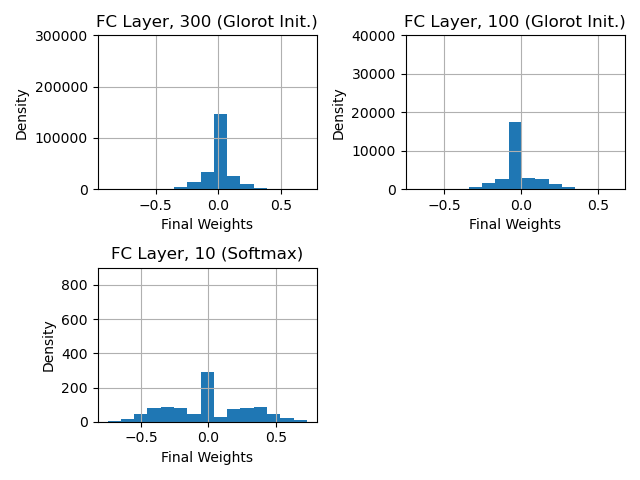 FC Layer, 300 (Glorot Init.)
300000
200000
100000
0
Density
−0.5 0.0 0.5
Final Weights
FC Layer, 100 (Glorot Init.)
40000
30000
20000
10000
0
Density
−0.5 0.0 0.5
Final Weights
FC Layer, 10 (Softmax)
800
600
400
200
0
Density
−0.5 0.0 0.5
Final Weights